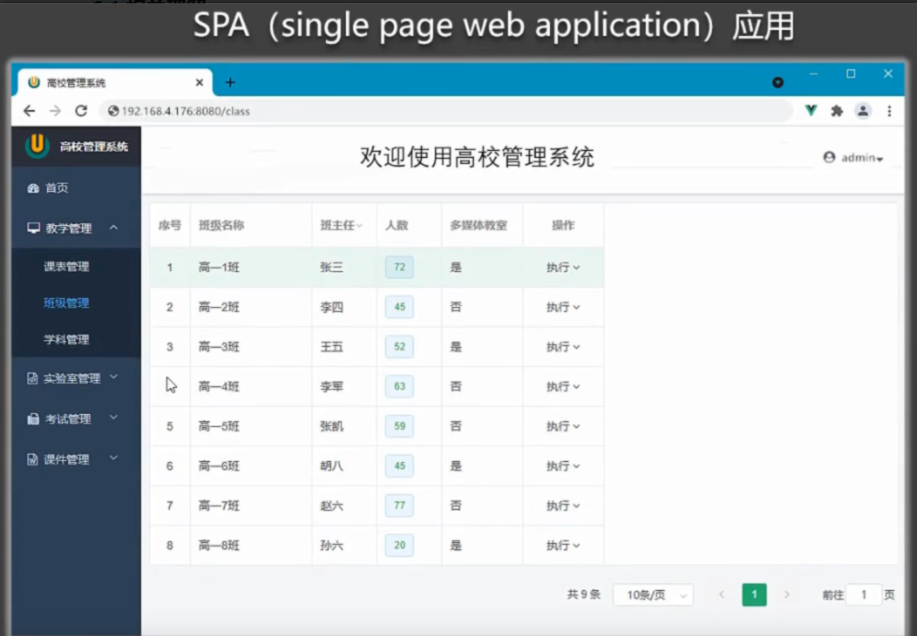 SPA（single page web application）应用
高校管理系统
192.168.4.176:8080/class
高校管理系统
欢迎使用高校管理系统
admin
首页
教学管理
课表管理
班级管理
学科管理
实验室管理
考试管理
课件管理
序号 班级名称 班主任 人数 多媒体教室 操作
1 高一1班 张三 72 是 执行
2 高一2班 李四 45 否 执行
3 高一3班 王五 52 是 执行
高一4班 李军 63 否 执行
5 高一5班 张凯 59 否 执行
6 高一6班 胡八 45 是 执行
7 高一7班 赵六 77 否 执行
8 高一8班 孙六 20 是 执行
共 9 条 10条/页 1 前往 1 页